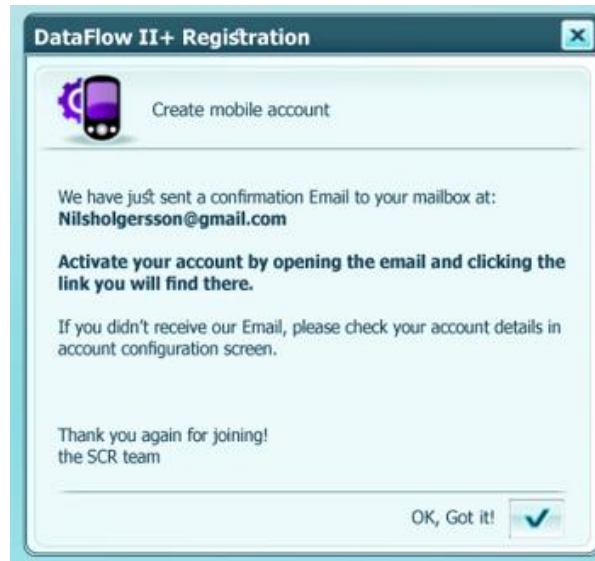 DataFlow II+ Registration
Create mobile account
We have just sent a confirmation Email to your mailbox at:
Nilsholgersson@gmail.com
Activate your account by opening the email and clicking the
link you will find there.
If you didn't receive our Email, please check your account details in
account configuration screen.
Thank you again for joining!
the SCR team
OK, Got it!